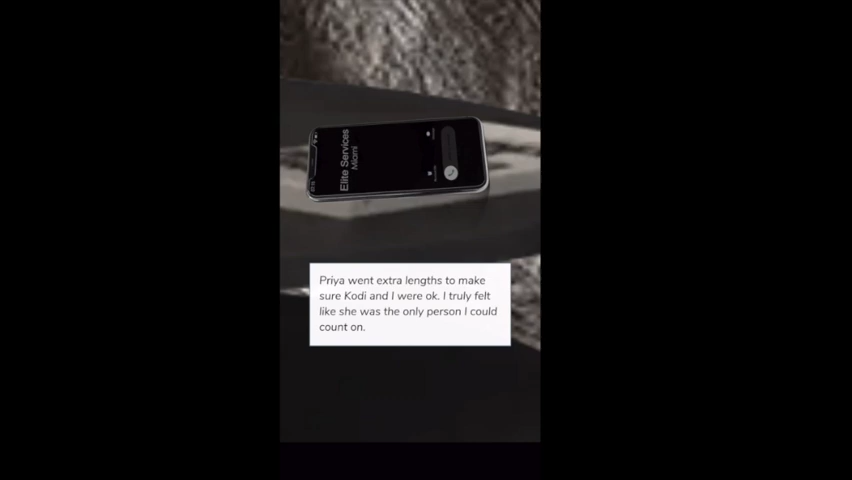 Elite Services
Miami
Priya went extra lengths to make
sure Kodi and I were ok. I truly felt
like she was the only person I could
count on.